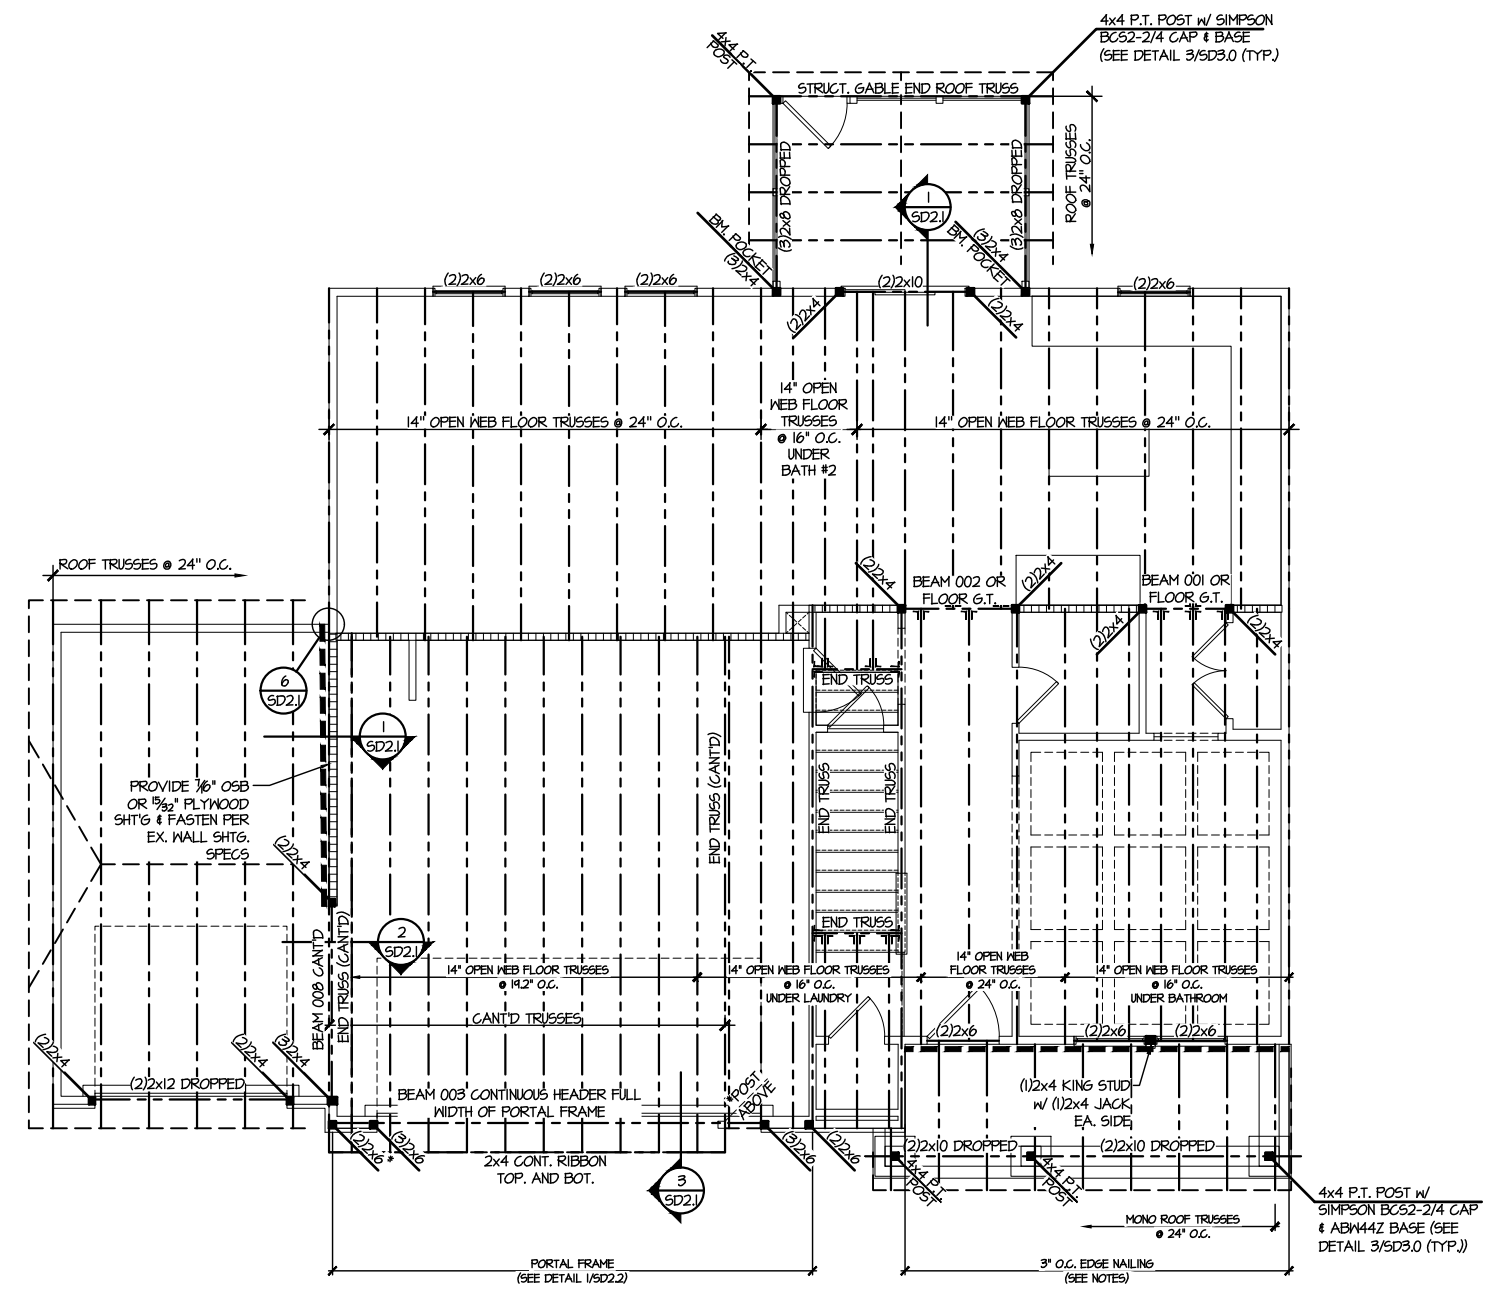 4x4 P.T. POST W/ SIMPSON
BCS2-2/4 CAP & BASE
(SEE DETAIL 3/SD3.0 (TYP.)
4x4 P.T.
POST
STRUCT. GABLE END ROOF TRUSS
(3)2x8 DROPPED
(3)2x8 DROPPED
ROOF TRUSSES
@ 24" O.C.
1
SD2.1
BM. POCKET
(3)2x4
(3)2x4
BM. POCKET
(2)2x6
(2)2x6
(2)2x6
(2)2x10
(2)2x6
(2)2x4
(2)2x4
14" OPEN WEB FLOOR TRUSSES @ 24" O.C.
14" OPEN
WEB FLOOR
TRUSSES
@ 16" O.C.
UNDER
BATH #2
14" OPEN WEB FLOOR TRUSSES @ 24" O.C.
ROOF TRUSSES @ 24" O.C.
(2)2x4
BEAM 002 OR
FLOOR G.T.
(2)2x4
BEAM 001 OR
FLOOR G.T.
(2)2x4
(2)2x4
6
SD2.1
1
SD2.1
END TRUSS
END TRUSS (CANT'D)
END TRUSS
END TRUSS
PROVIDE 7/16" OSB
OR 15/32" PLYWOOD
SHT'G & FASTEN PER
EX. WALL SHTG.
SPECS
(2)2x4
END TRUSS
2
SD2.1
BEAM 008 CANT'D
END TRUSS (CANT'D)
14" OPEN WEB FLOOR TRUSSES
@ 19.2" O.C.
14" OPEN WEB FLOOR TRUSSES
@ 16" O.C.
UNDER LAUNDRY
14" OPEN WEB
FLOOR TRUSSES
@ 24" O.C.
14" OPEN WEB FLOOR TRUSSES
@ 16" O.C.
UNDER BATHROOM
CANT'D TRUSSES
(2)2x6
(2)2x6
(2)2x6
(2)2x4
(2)2x4
(3)2x4
(2)2x12 DROPPED
BEAM 003 CONTINUOUS HEADER FULL
WIDTH OF PORTAL FRAME
*POST
ABOVE
(1)2x4 KING STUD
W/ (1)2x4 JACK
EA. SIDE
(2)2x6 *
(3)2x6
(3)2x6
(2)2x6
(2)2x10 DROPPED
(2)2x10 DROPPED
2x4 CONT. RIBBON
TOP. AND BOT.
3
SD2.1
4x4 P.T.
POST
4x4 P.T.
POST
4x4 P.T. POST W/
SIMPSON BCS2-2/4 CAP
& ABW44Z BASE (SEE
DETAIL 3/SD3.0 (TYP.))
MONO ROOF TRUSSES
@ 24" O.C.
PORTAL FRAME
(SEE DETAIL 1/SD2.2)
3" O.C. EDGE NAILING
(SEE NOTES)